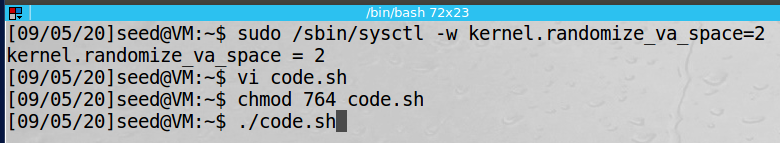 /bin/bash 72x23
[09/05/20]seed@VM:~$ sudo /sbin/sysctl -w kernel.randomize_va_space=2
kernel.randomize_va_space = 2
[09/05/20]seed@VM:~$ vi code.sh
[09/05/20]seed@VM:~$ chmod 764 code.sh
[09/05/20]seed@VM:~$ ./code.sh